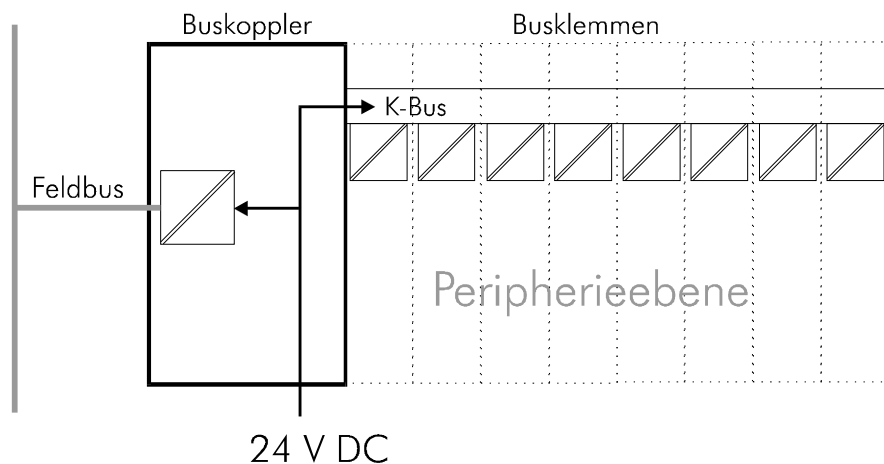 Buskoppler
Busklemmen
K-Bus
Feldbus
Peripherieebene
24 V DC